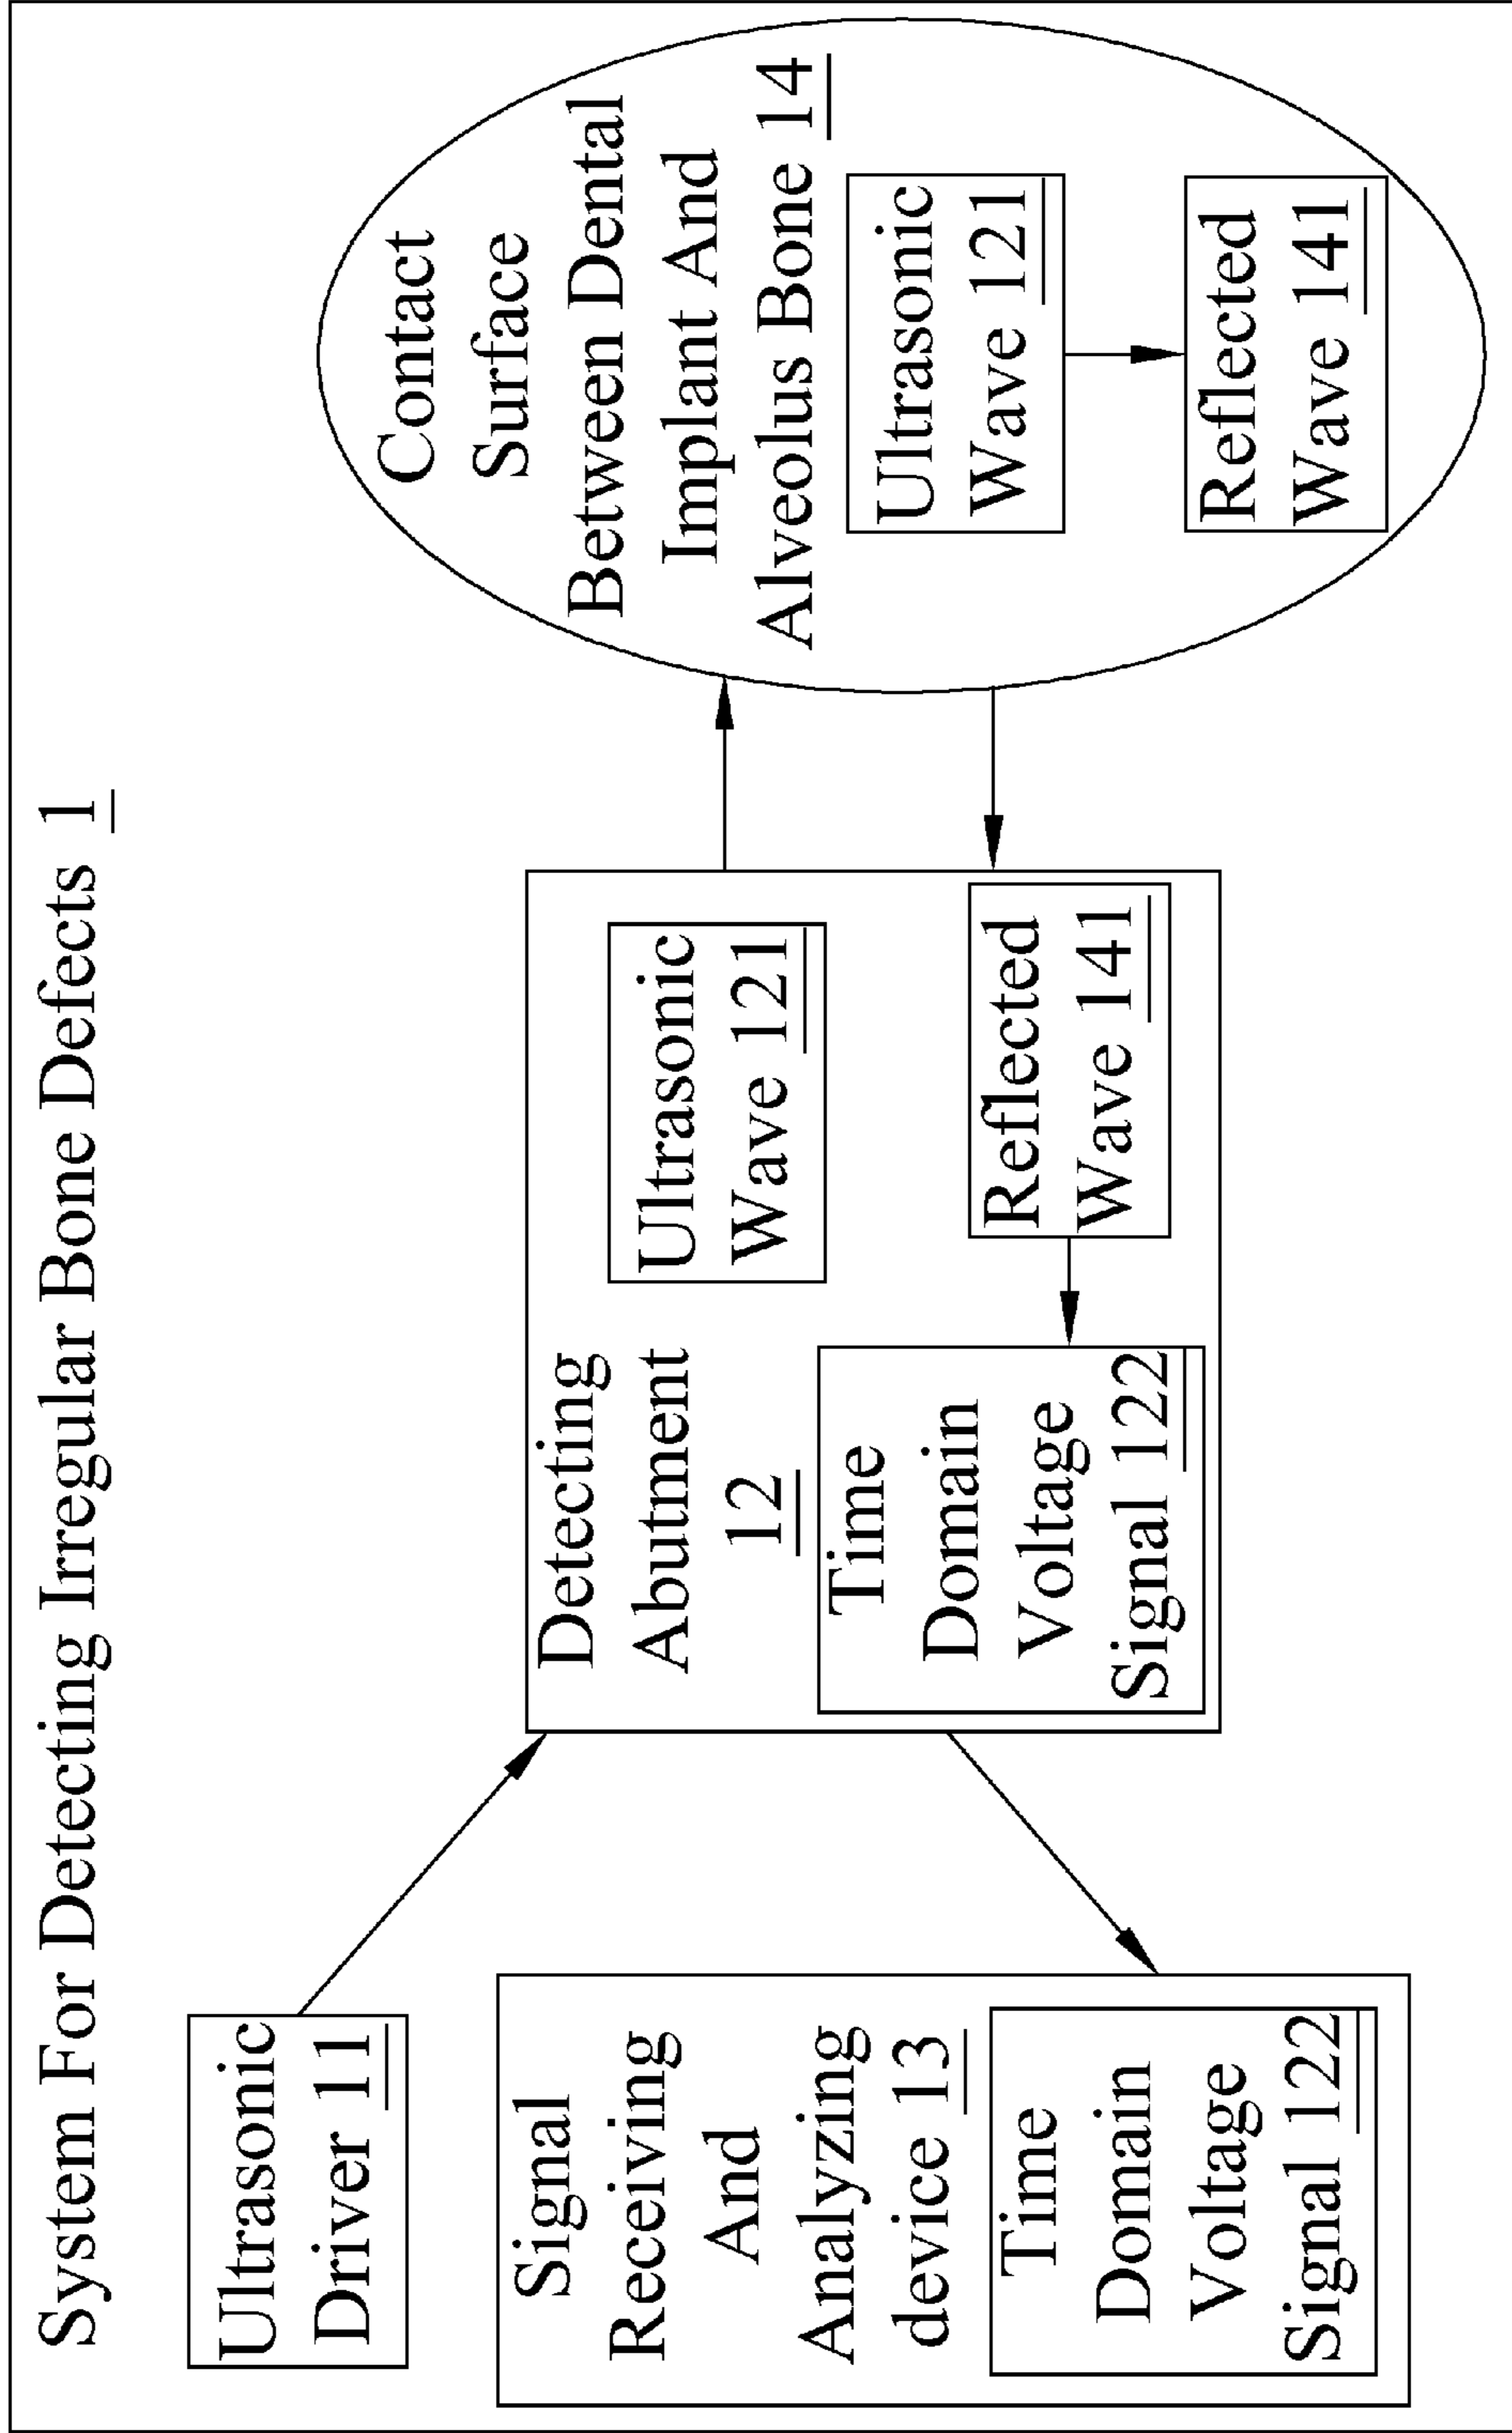 System For Detecting Irregular Bone Defects 1
Ultrasonic
Driver 11
Signal
Receiving
And
Analyzing
device 13
Time
Domain
Voltage
Signal 122
Detecting
Abutment
12
Time
Domain
Voltage
Signal 122
Ultrasonic
Wave 121
Reflected
Wave 141
Contact
Surface
Between Dental
Implant And
Alveolus Bone 14
Ultrasonic
Wave 121
Reflected
Wave 141